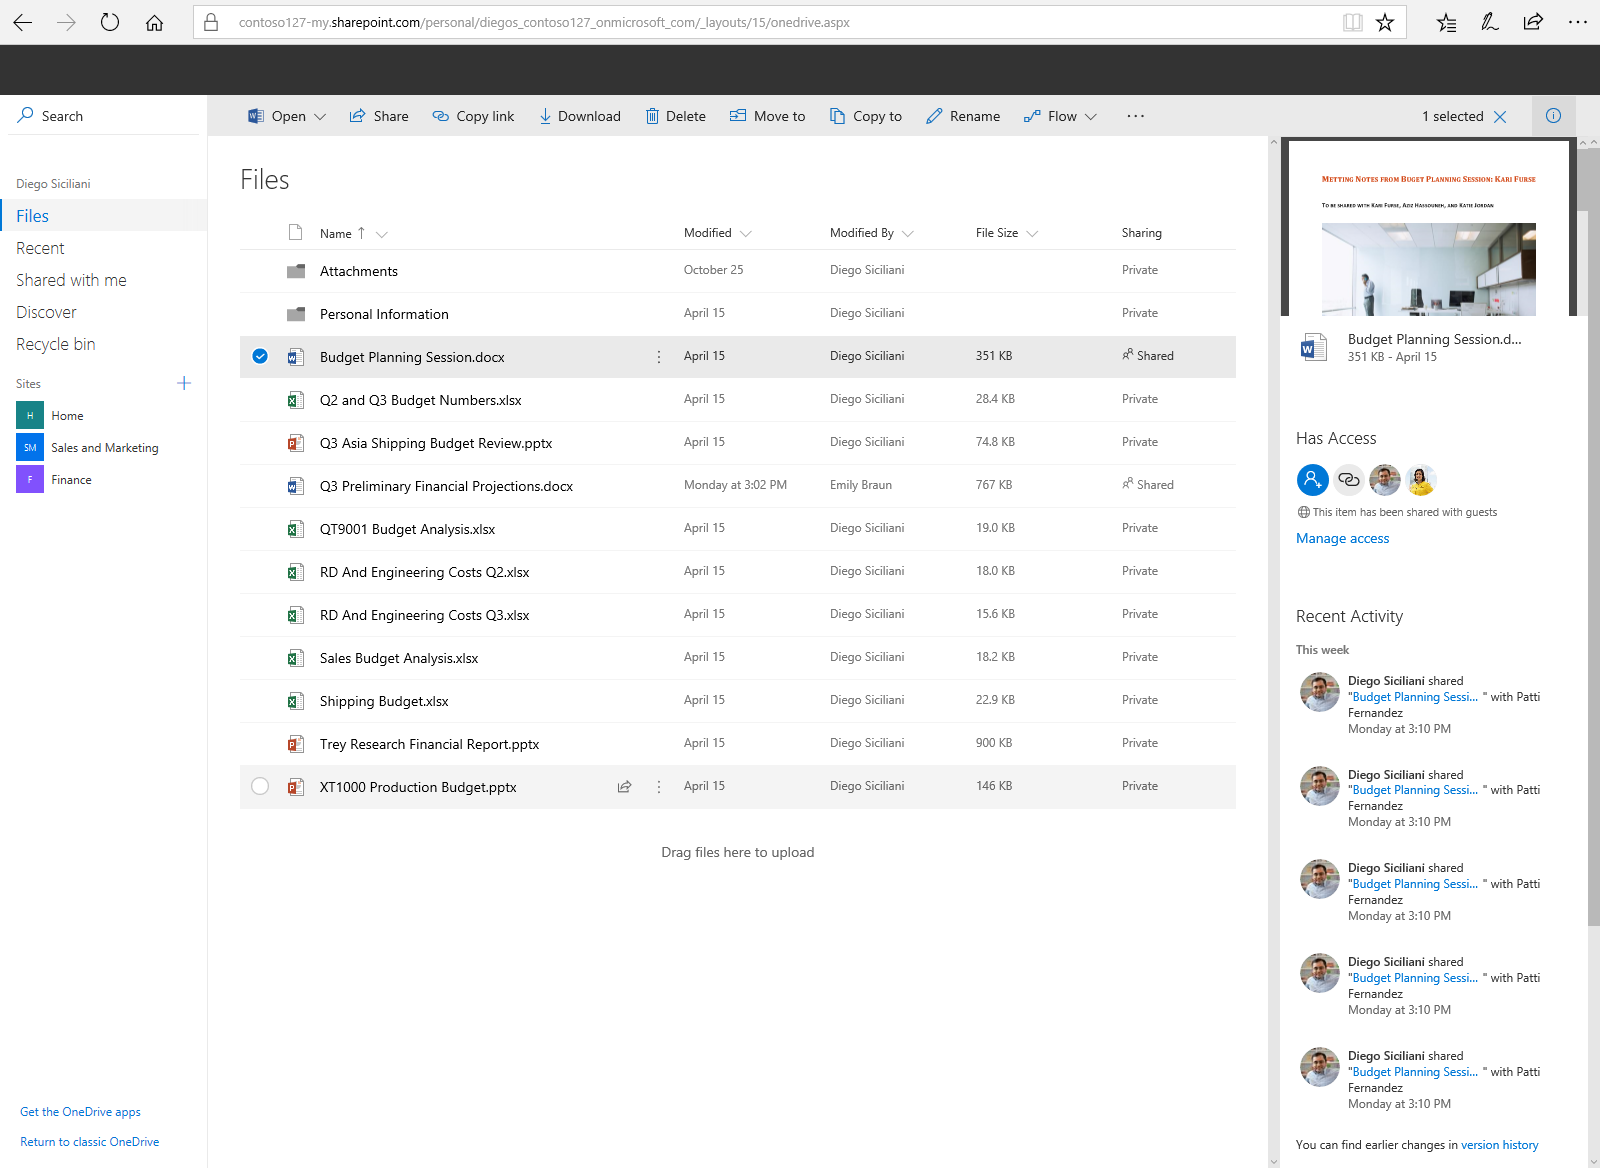 contoso127-my.sharepoint.com/personal/diegos_contoso127_onmicrosoft_com/_layouts/15/onedrive.aspx
Search
Open Share Copy link Download Delete Move to Copy to Rename Flow 1 selected
Diego Siciliani
Files
Recent
Shared with me
Discover
Recycle bin
Sites
H Home
SM Sales and Marketing
F Finance
Get the OneDrive apps
Return to classic OneDrive
Files
Name Modified Modified By File Size Sharing
Attachments October 25 Diego Siciliani Private
Personal Information April 15 Diego Siciliani Private
Budget Planning Session.docx April 15 Diego Siciliani 351 KB Shared
Q2 and Q3 Budget Numbers.xlsx April 15 Diego Siciliani 28.4 KB Private
Q3 Asia Shipping Budget Review.pptx April 15 Diego Siciliani 74.8 KB Private
Q3 Preliminary Financial Projections.docx Monday at 3:02 PM Emily Braun 767 KB Shared
QT9001 Budget Analysis.xlsx April 15 Diego Siciliani 19.0 KB Private
RD And Engineering Costs Q2.xlsx April 15 Diego Siciliani 18.0 KB Private
RD And Engineering Costs Q3.xlsx April 15 Diego Siciliani 15.6 KB Private
Sales Budget Analysis.xlsx April 15 Diego Siciliani 18.2 KB Private
Shipping Budget.xlsx April 15 Diego Siciliani 22.9 KB Private
Trey Research Financial Report.pptx April 15 Diego Siciliani 900 KB Private
XT1000 Production Budget.pptx April 15 Diego Siciliani 146 KB Private
Drag files here to upload
Metting Notes from Buget Planning Session: Kari Furse
To be shared with Kari Furse, Aziz Hassouneh, and Katie Jordan
Budget Planning Session.d...
351 KB - April 15
Has Access
This item has been shared with guests
Manage access
Recent Activity
This week
Diego Siciliani shared
"Budget Planning Sessi... " with Patti
Fernandez
Monday at 3:10 PM
Diego Siciliani shared
"Budget Planning Sessi... " with Patti
Fernandez
Monday at 3:10 PM
Diego Siciliani shared
"Budget Planning Sessi... " with Patti
Fernandez
Monday at 3:10 PM
Diego Siciliani shared
"Budget Planning Sessi... " with Patti
Fernandez
Monday at 3:10 PM
Diego Siciliani shared
"Budget Planning Sessi... " with Patti
Fernandez
Monday at 3:10 PM
You can find earlier changes in version history